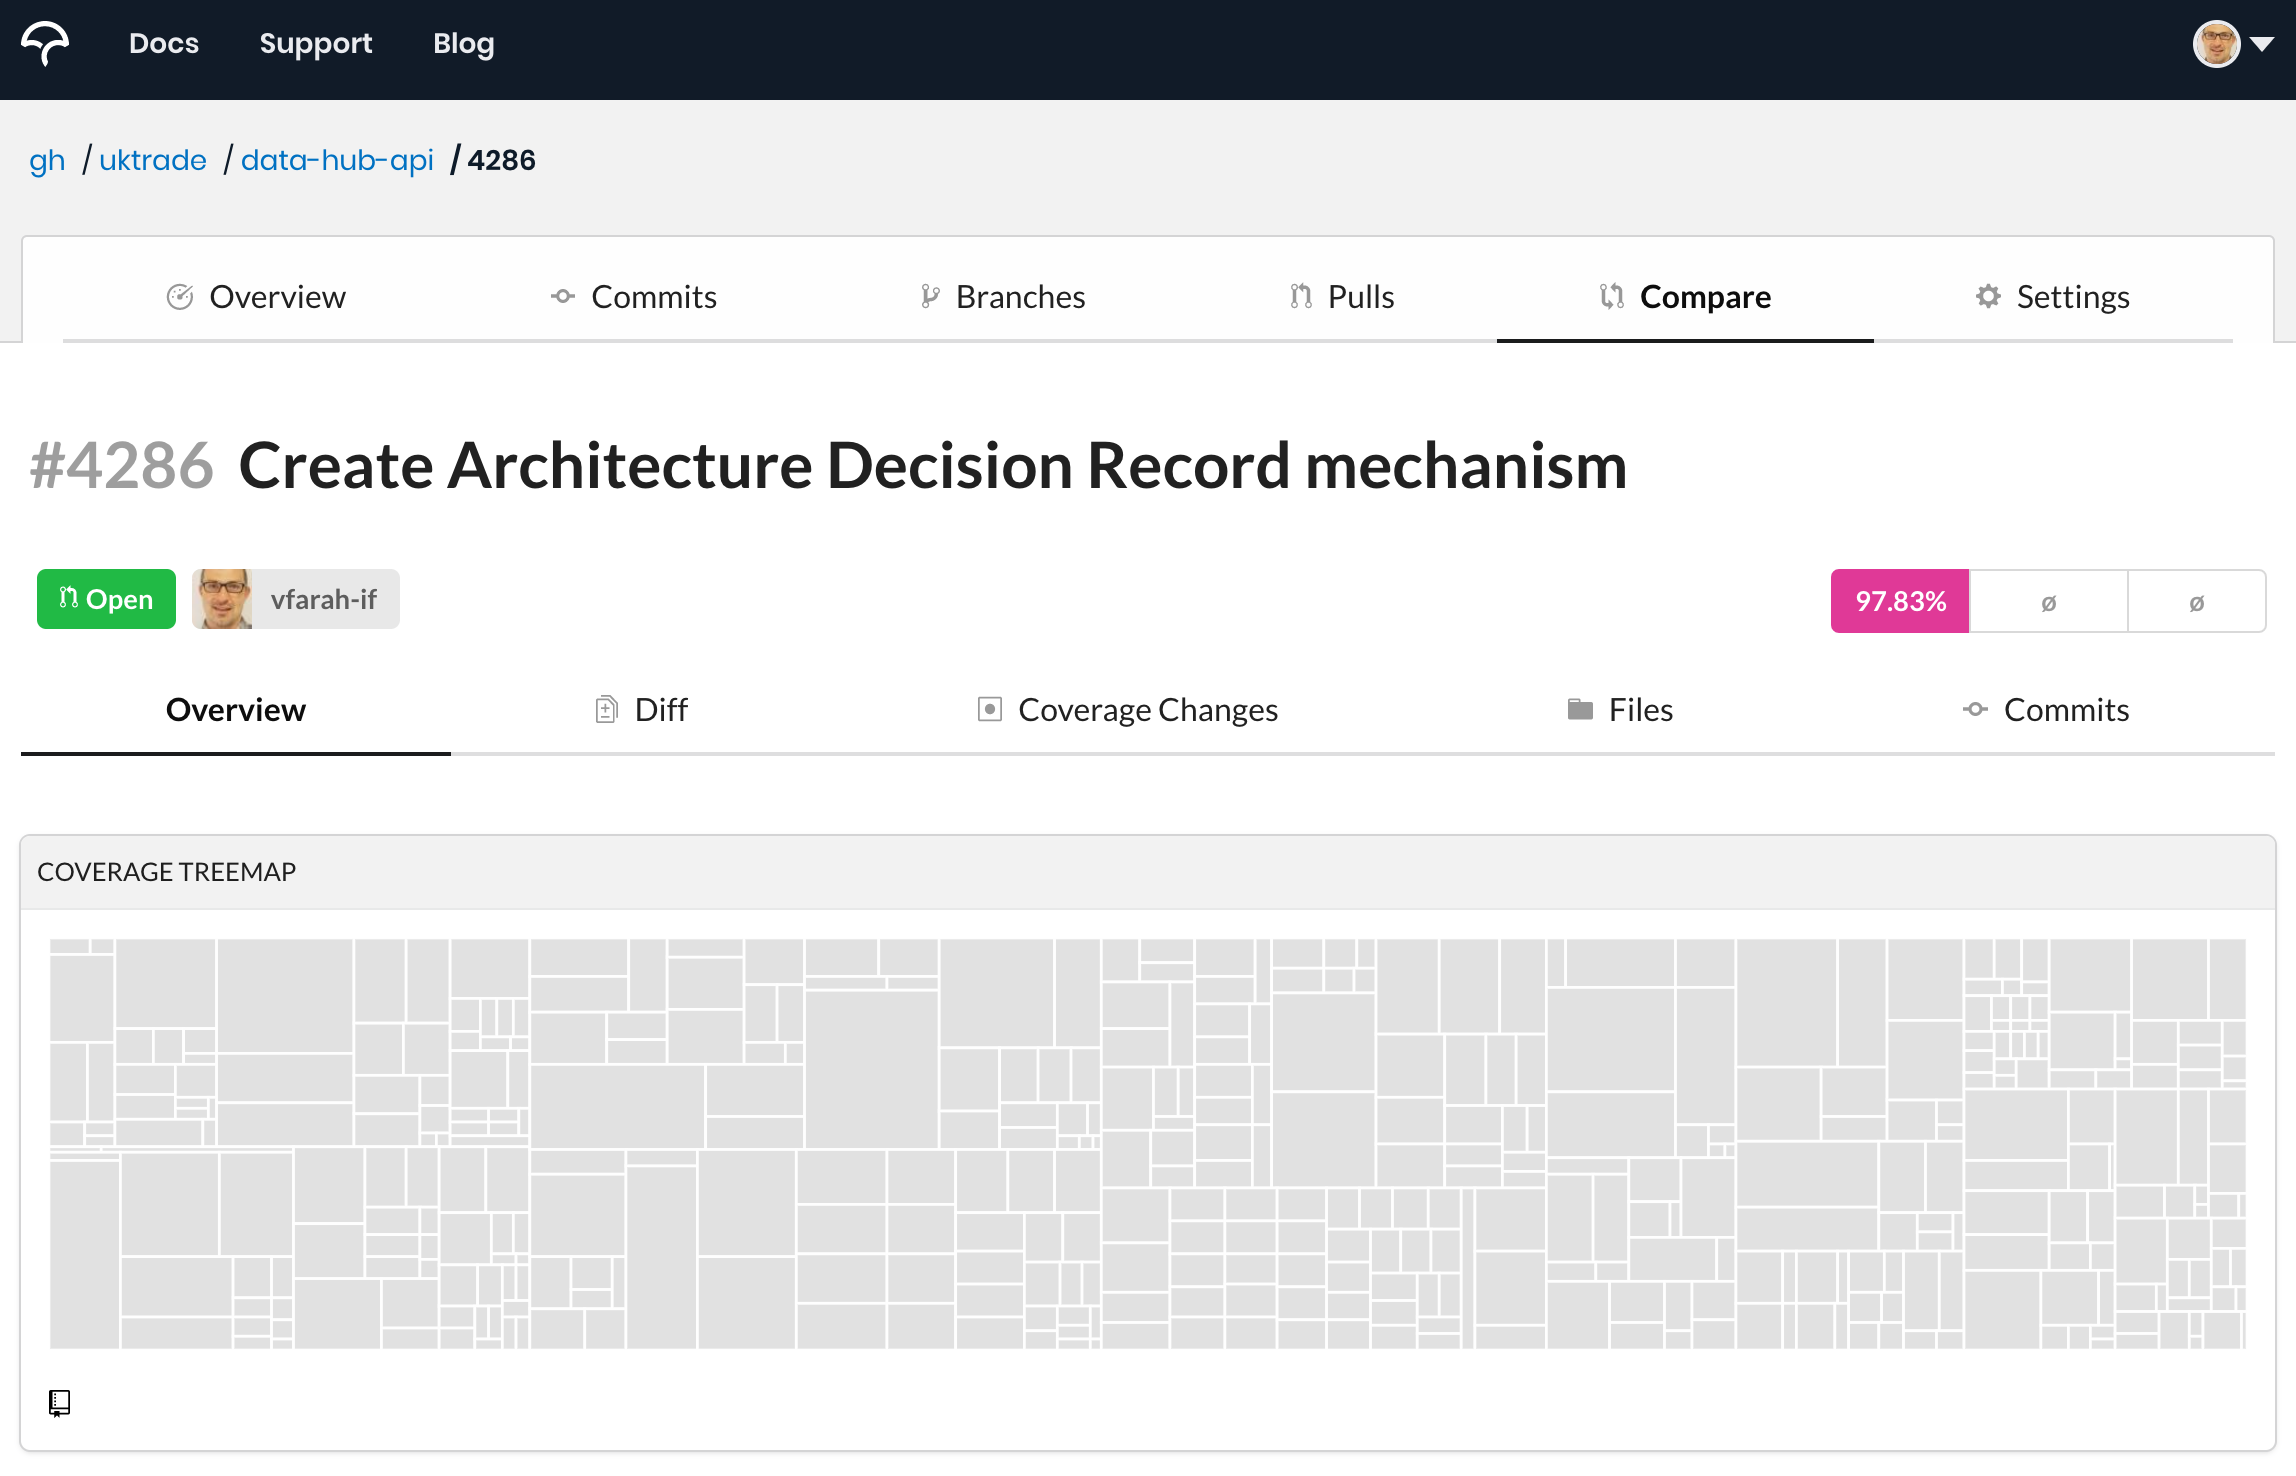 Docs Support Blog
gh / uktrade / data-hub-api / 4286
Overview Commits Branches Pulls Compare Settings
#4286 Create Architecture Decision Record mechanism
Open vfarah-if 97.83% ø ø
Overview Diff Coverage Changes Files Commits
COVERAGE TREEMAP